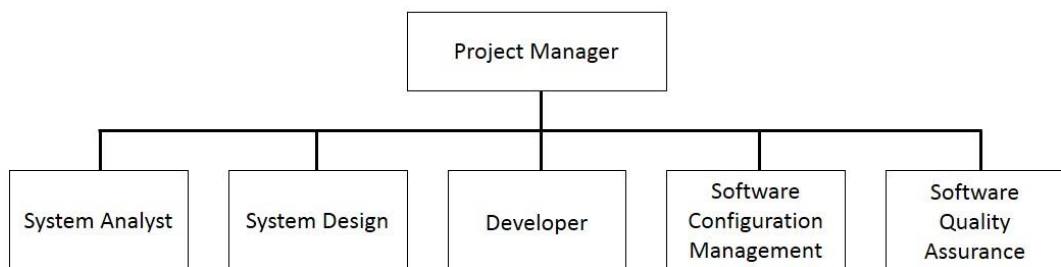 Project Manager
System Analyst
System Design
Developer
Software
Configuration
Management
Software
Quality
Assurance